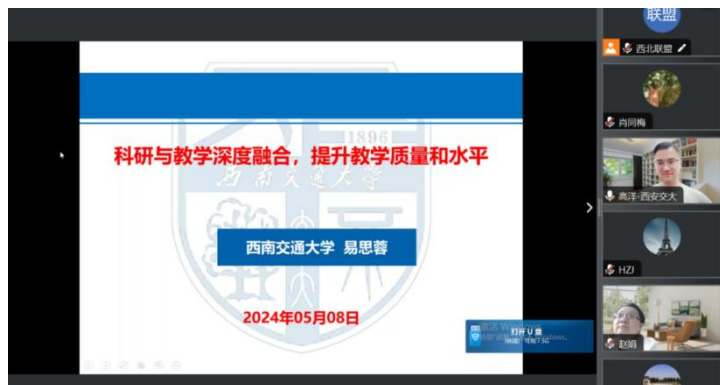 联盟
西北联盟
1896
科研与教学深度融合，提升教学质量和水平
西南交通大学
肖同梅
高洋-西安交大
西南交通大学 易思蓉
HZJ
2024年05月08日
打开 U 盘
赵娟